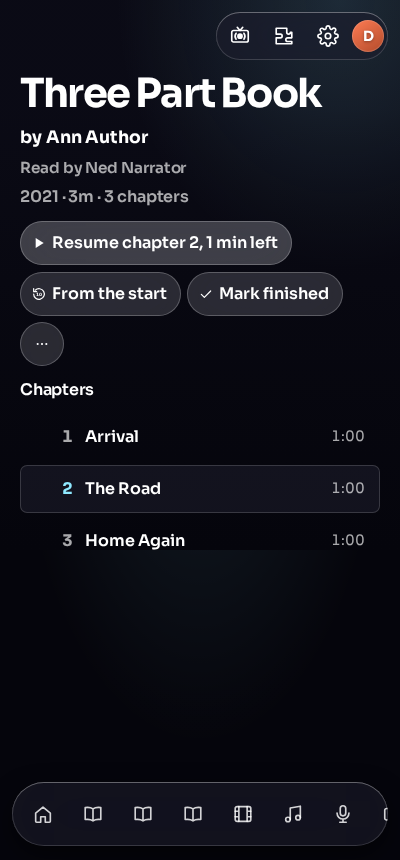 D
Three Part Book
by Ann Author
Read by Ned Narrator
2021 · 3m · 3 chapters
Resume chapter 2, 1 min left
From the start
Mark finished
Chapters
1 Arrival 1:00
2 The Road 1:00
3 Home Again 1:00